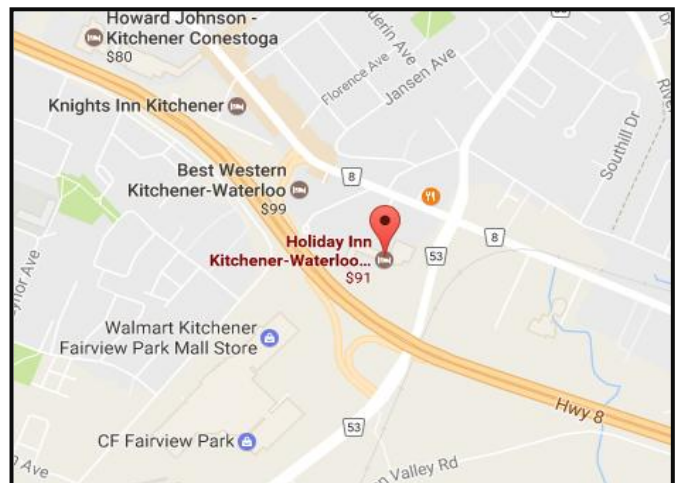 Howard Johnson -
Kitchener Conestoga
$80
Florence Ave
Jansen Ave
Knights Inn Kitchener
Southill Dr
Best Western
Kitchener-Waterloo
$99
8
Holiday Inn
Kitchener-Waterloo...
$91
53
8
Walmart Kitchener
Fairview Park Mall Store
Hwy 8
53
CF Fairview Park
Valley Rd
Ave